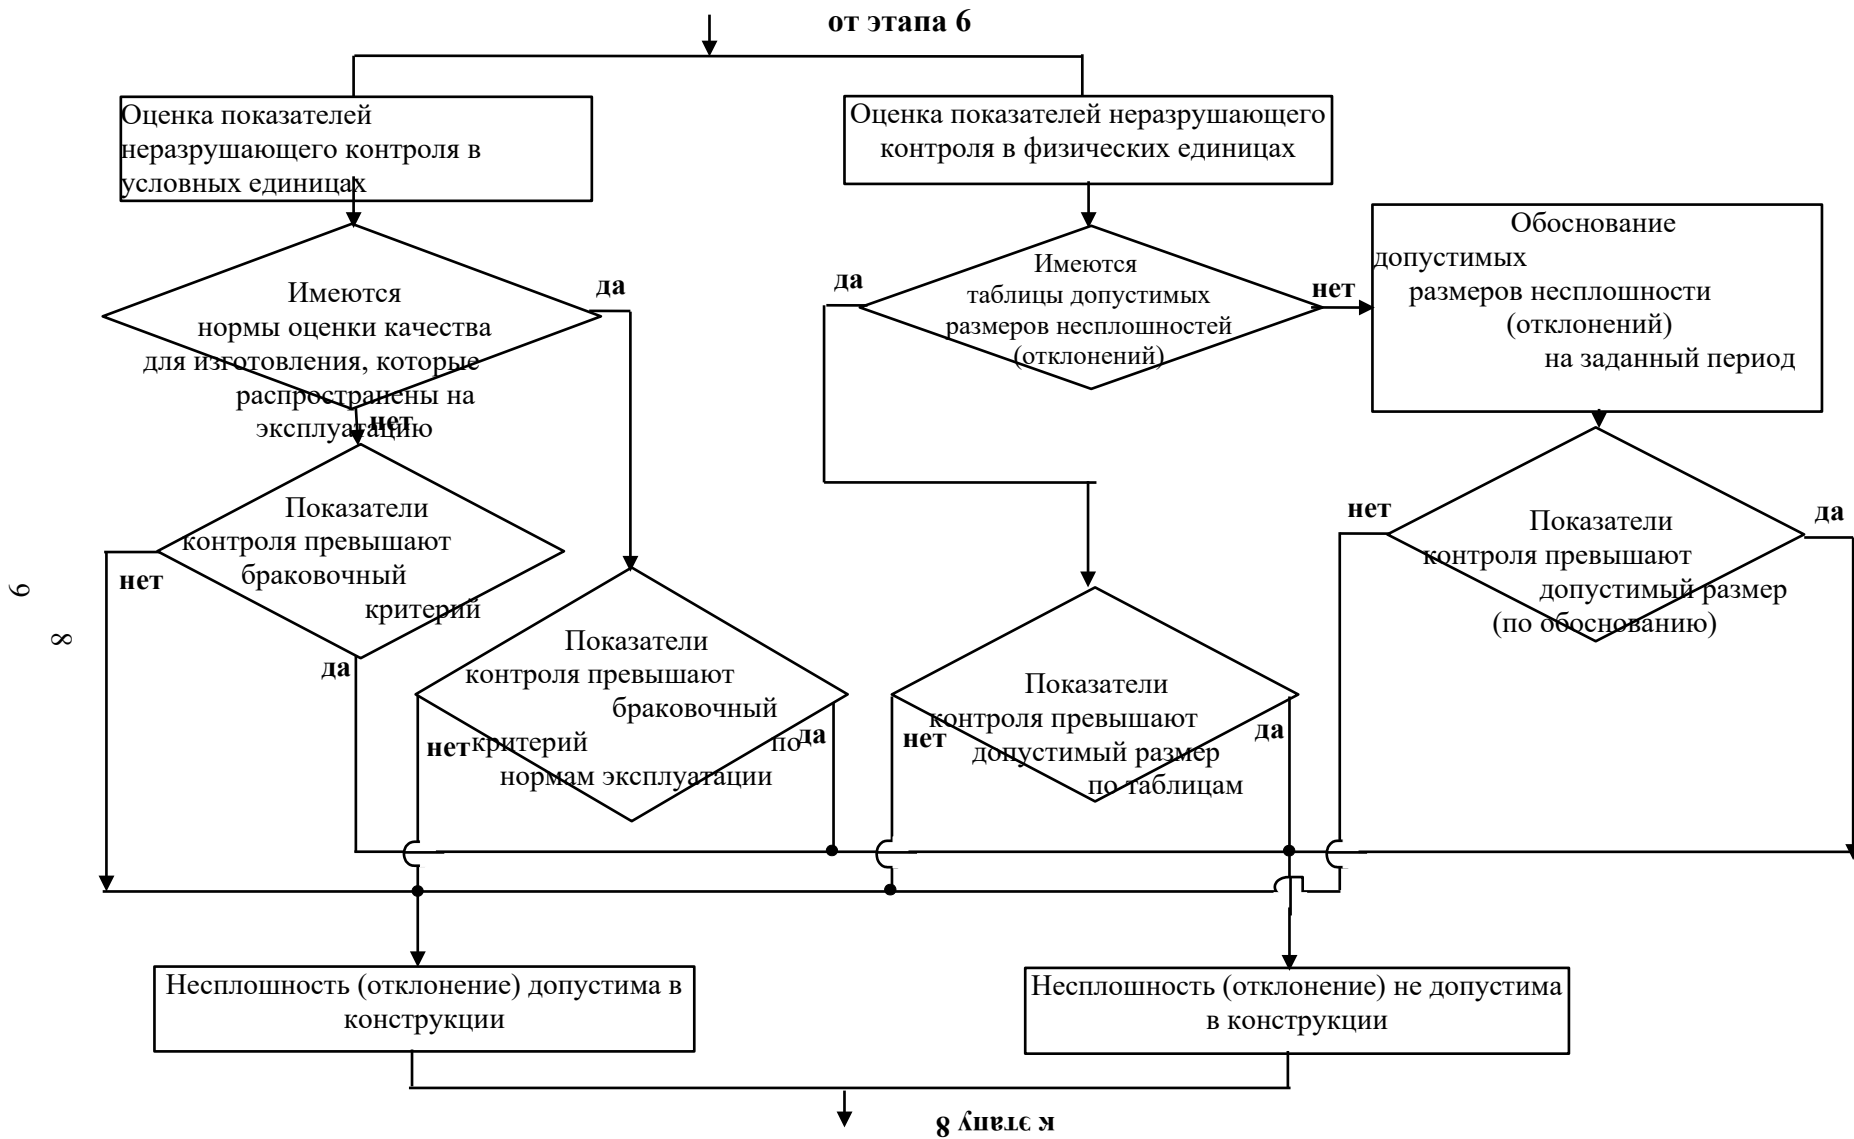 от этапа 6
Оценка показателей
неразрушающего контроля в
условных единицах
Оценка показателей неразрушающего
контроля в физических единицах
Обоснование
допустимых
размеров несплошности
(отклонений)
на заданный период
Имеются
нормы оценки качества
для изготовления, которые
распространены на
эксплуатацию
да
нет
Имеются
таблицы допустимых
размеров несплошностей
(отклонений)
да
нет
Показатели
контроля превышают
браковочный
критерий
нет
да
Показатели
контроля превышают
браковочный
критерий по
нормам эксплуатации
нет
да
Показатели
контроля превышают
допустимый размер
по таблицам
нет
да
Показатели
контроля превышают
допустимый размер
(по обоснованию)
нет
да
9
8
Несплошность (отклонение) допустима в
конструкции
Несплошность (отклонение) не допустима
в конструкции
к этапу 8